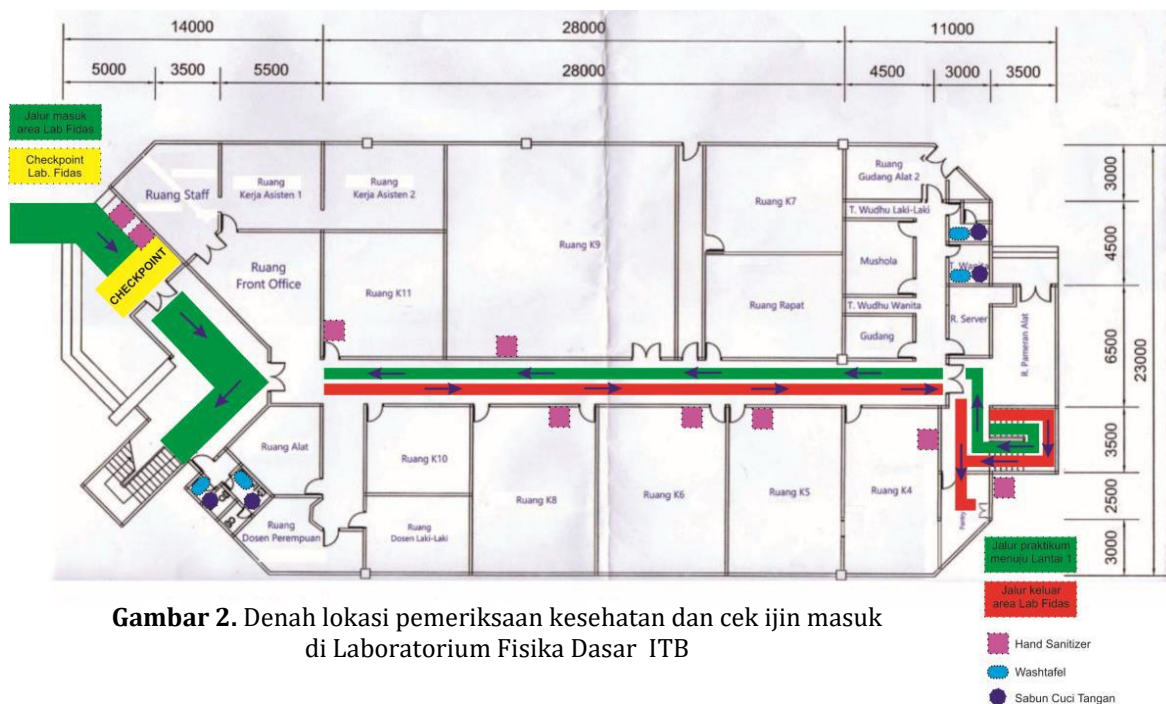 14000 28000 11000
5000 3500 5500 28000 4500 3000 3500
Jalur masuk
area Lab Fidas
Checkpoint
Lab. Fidas
CHECKPOINT
Ruang Staff
Ruang
Kerja Asisten 1
Ruang
Kerja Asisten 2
Ruang
Front Office
Ruang K11
Ruang K9
Ruang K7
Ruang Rapat
Ruang
Gudang Alat 2
T. Wudhu Laki-Laki
Mushola
T. Wudhu Wanita
Gudang
T. Wanita
R. Server
R. Pameran Alat
3000
4500
6500
23000
3500
2500
3000
Ruang Alat
Ruang
Dosen Perempuan
Ruang K10
Ruang
Dosen Laki-Laki
Ruang K8
Ruang K6
Ruang K5
Ruang K4
Pantry
Jalur praktikum
menuju Lantai 1
Jalur keluar
area Lab Fidas
Hand Sanitizer
Washtafel
Sabun Cuci Tangan
Gambar 2. Denah lokasi pemeriksaan kesehatan dan cek ijin masuk
di Laboratorium Fisika Dasar ITB